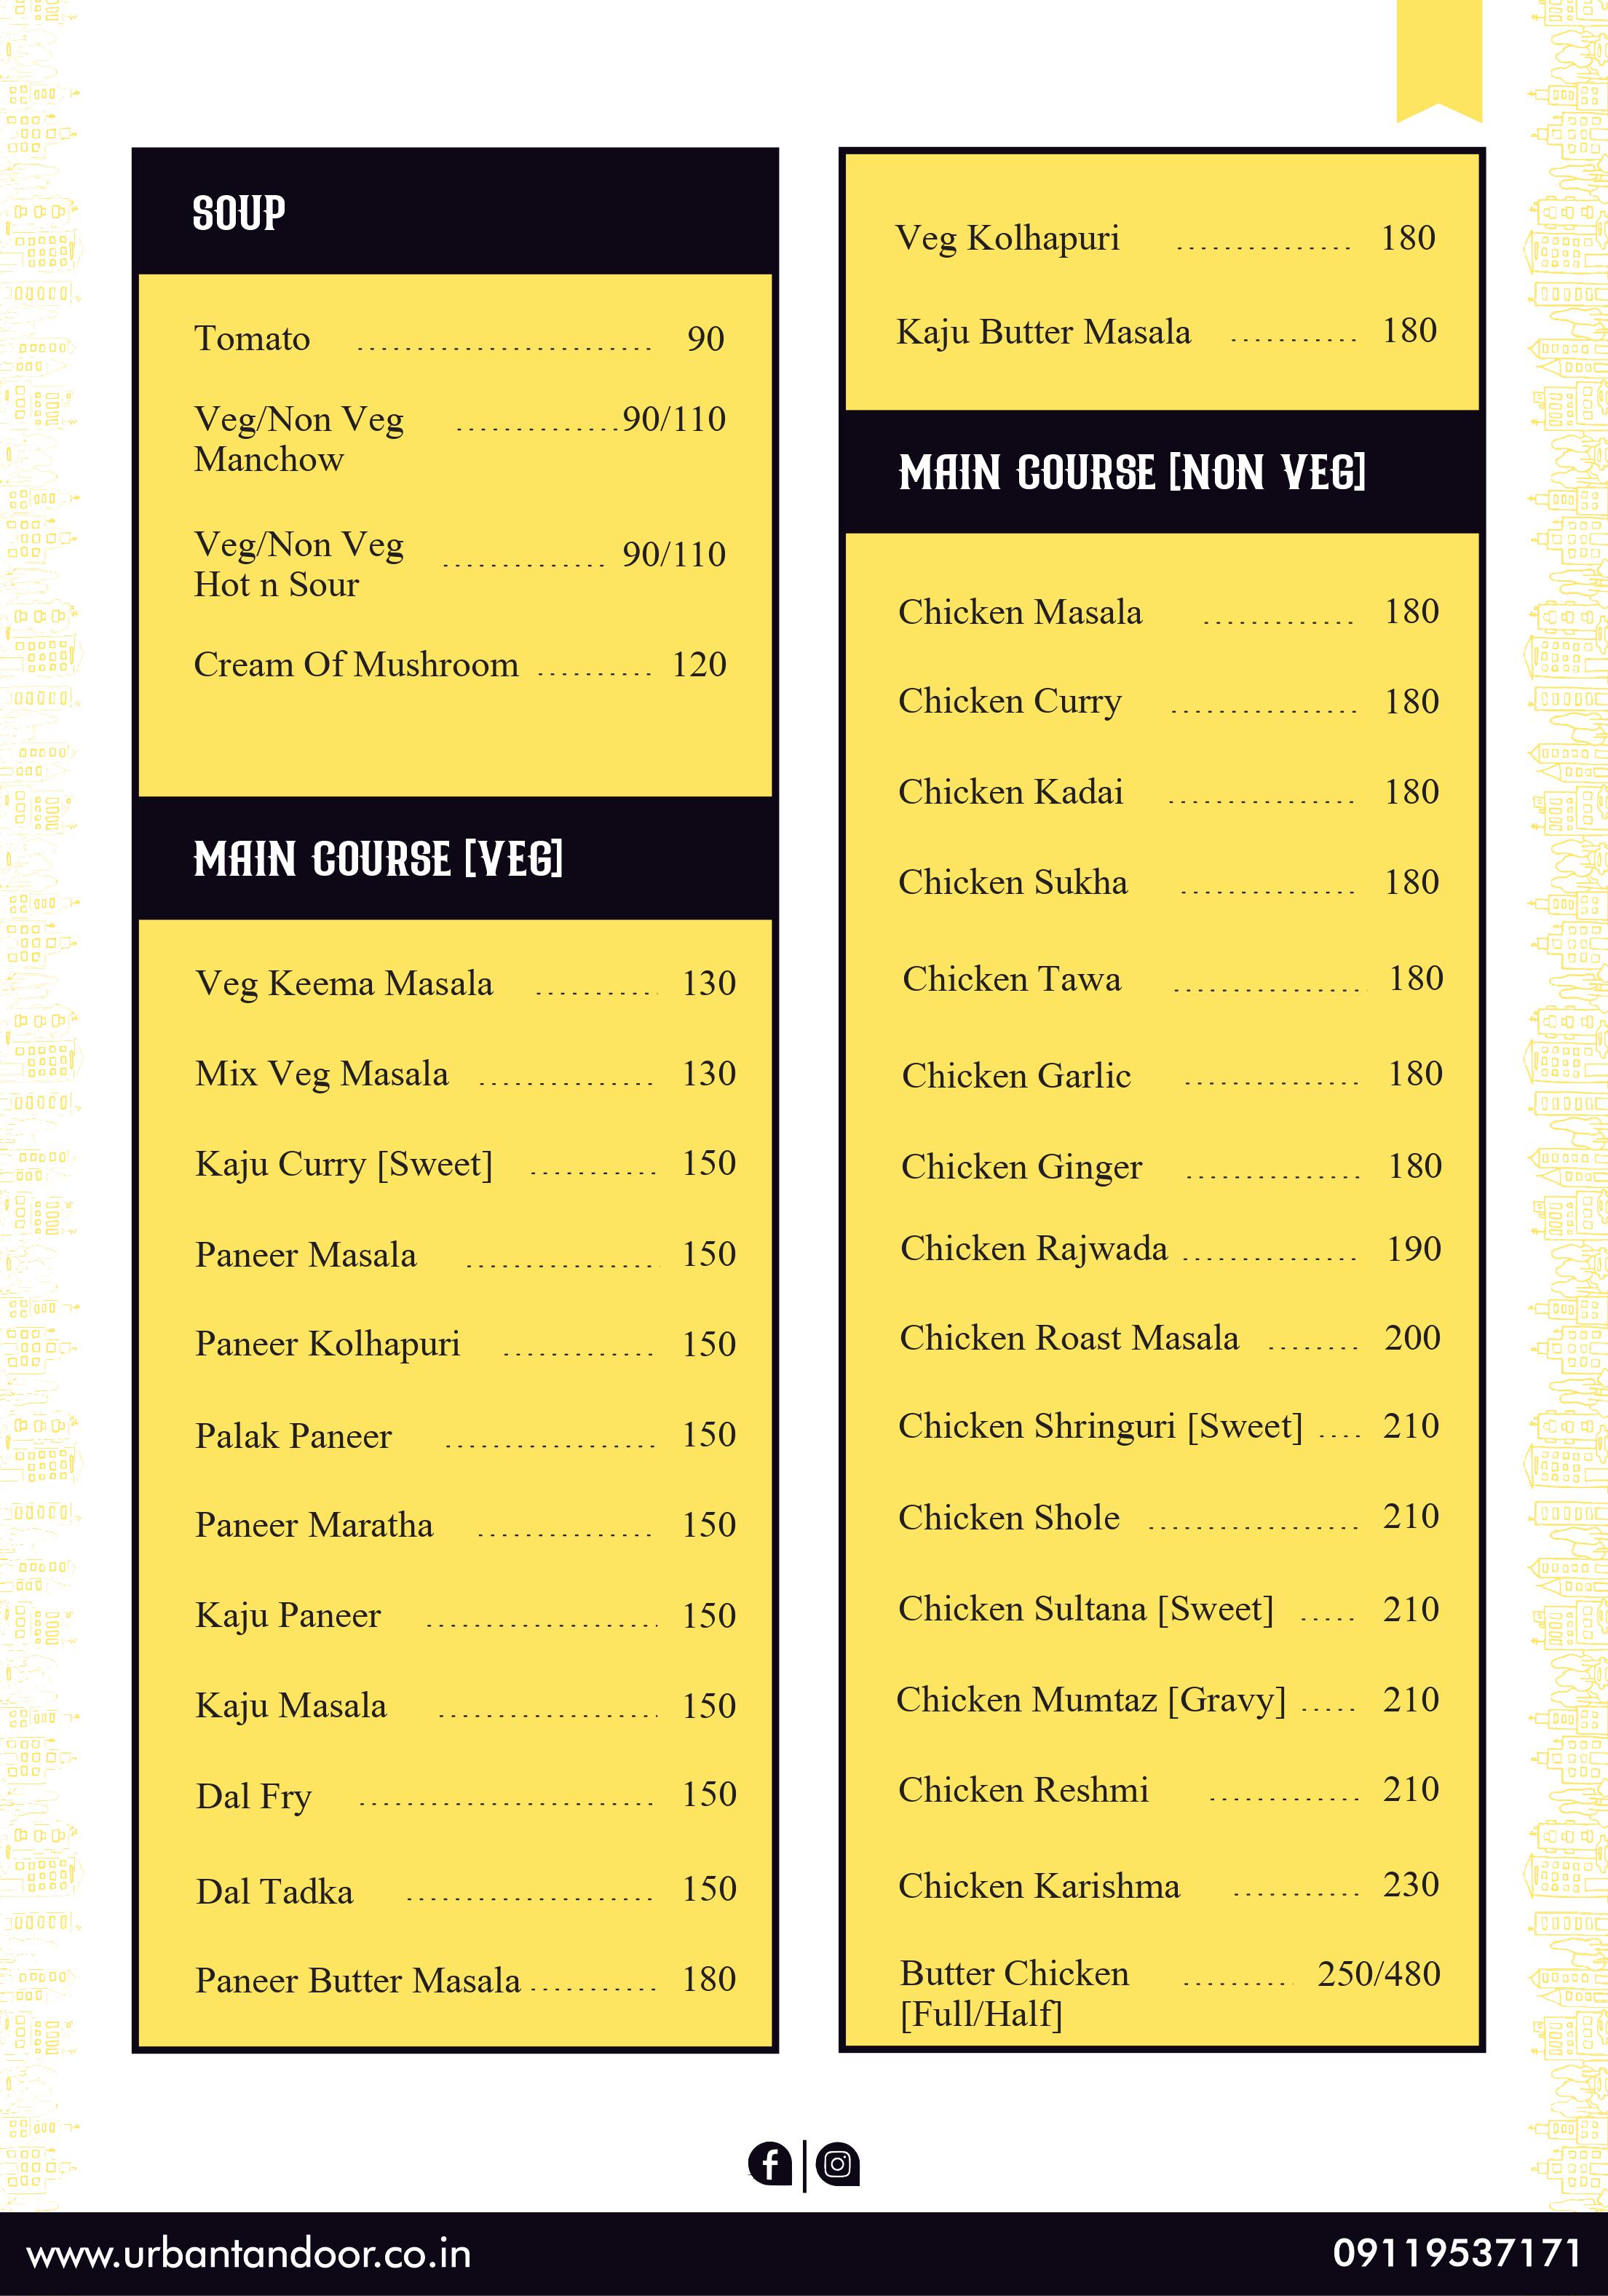 SOUP
Tomato ........................ 90
Veg/Non Veg .............90/110
Manchow
Veg/Non Veg ............. 90/110
Hot n Sour
Cream Of Mushroom .......... 120
MAIN COURSE [VEG]
Veg Keema Masala .......... 130
Mix Veg Masala .............. 130
Kaju Curry [Sweet] .......... 150
Paneer Masala ................ 150
Paneer Kolhapuri ............. 150
Palak Paneer ................. 150
Paneer Maratha .............. 150
Kaju Paneer ................... 150
Kaju Masala .................. 150
Dal Fry ........................ 150
Dal Tadka .................... 150
Paneer Butter Masala ........... 180
Veg Kolhapuri .............. 180
Kaju Butter Masala ........... 180
MAIN COURSE [NON VEG]
Chicken Masala ............. 180
Chicken Curry ............... 180
Chicken Kadai ............... 180
Chicken Sukha .............. 180
Chicken Tawa ................ 180
Chicken Garlic .............. 180
Chicken Ginger .............. 180
Chicken Rajwada .............. 190
Chicken Roast Masala ........ 200
Chicken Shringuri [Sweet] .... 210
Chicken Shole ................. 210
Chicken Sultana [Sweet] ..... 210
Chicken Mumtaz [Gravy] ..... 210
Chicken Reshmi ............ 210
Chicken Karishma ........... 230
Butter Chicken ......... 250/480
[Full/Half]
www.urbantandoor.co.in
09119537171